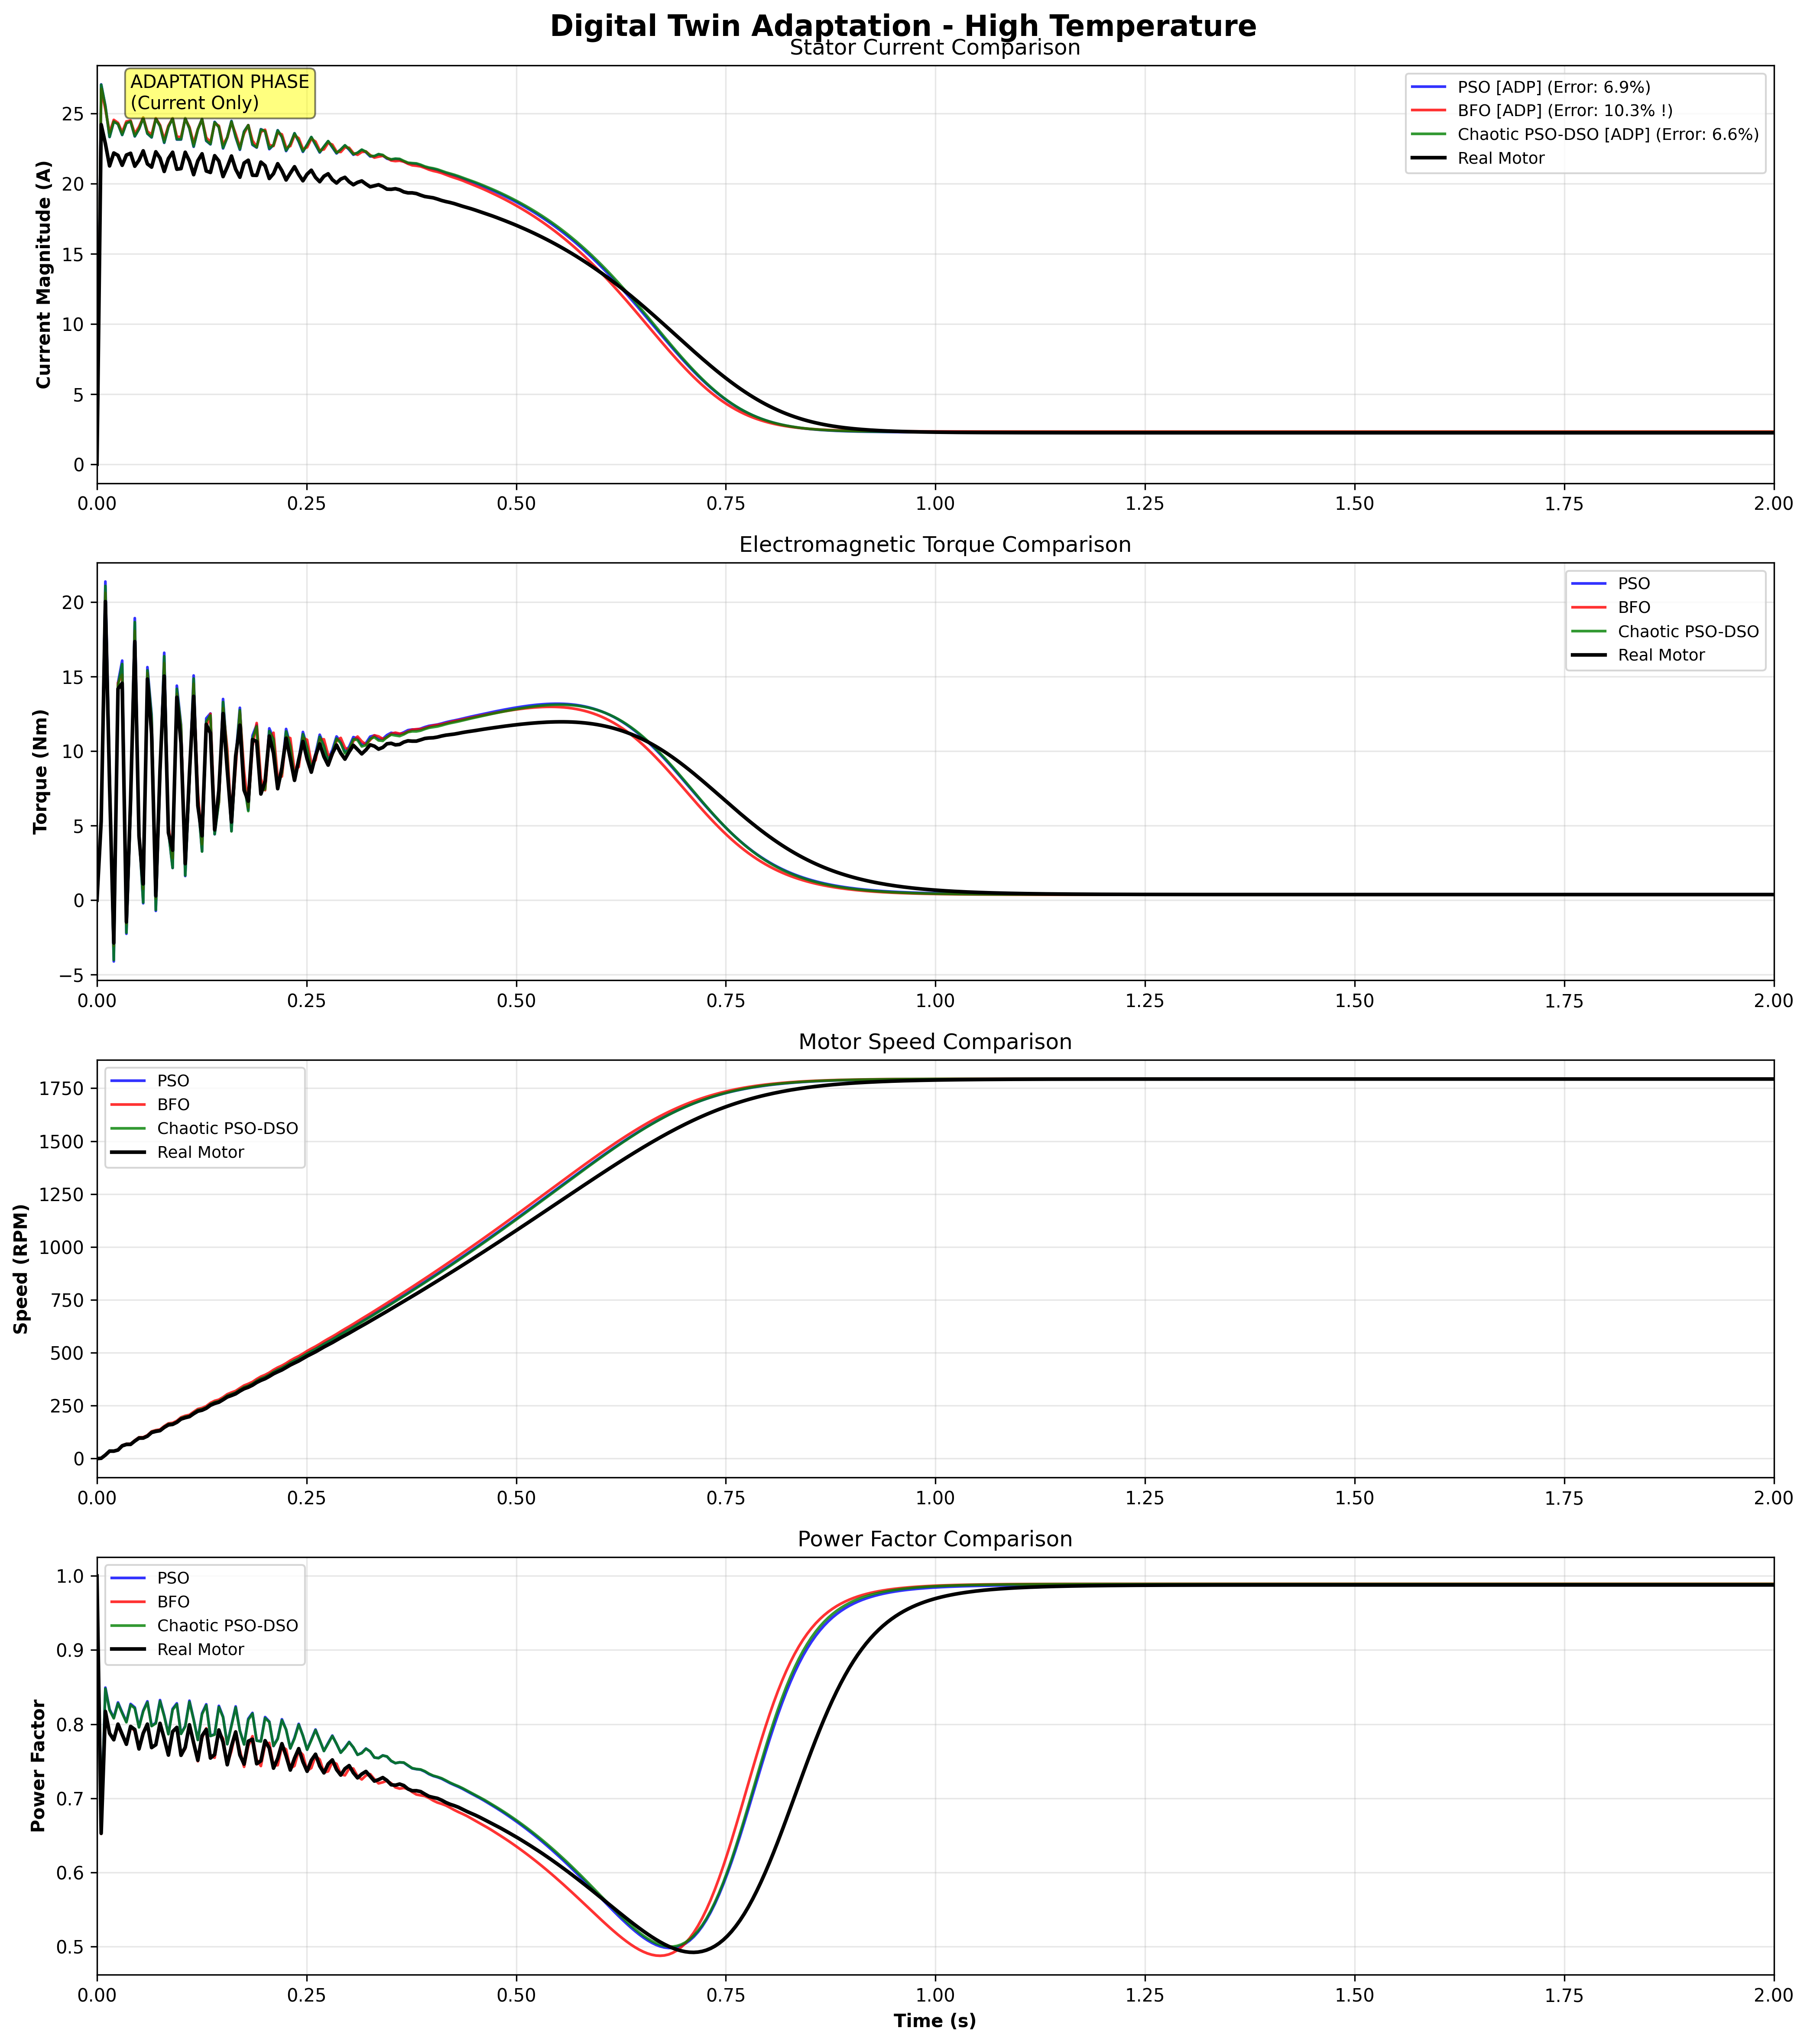 Digital Twin Adaptation - High Temperature
Stator Current Comparison
ADAPTATION PHASE
(Current Only)
PSO [ADP] (Error: 6.9%)
BFO [ADP] (Error: 10.3% !)
Chaotic PSO-DSO [ADP] (Error: 6.6%)
Real Motor
Current Magnitude (A)
25
20
15
10
5
0
0.00 0.25 0.50 0.75 1.00 1.25 1.50 1.75 2.00
Electromagnetic Torque Comparison
PSO
BFO
Chaotic PSO-DSO
Real Motor
Torque (Nm)
20
15
10
5
0
−5
0.00 0.25 0.50 0.75 1.00 1.25 1.50 1.75 2.00
Motor Speed Comparison
PSO
BFO
Chaotic PSO-DSO
Real Motor
Speed (RPM)
1750
1500
1250
1000
750
500
250
0
0.00 0.25 0.50 0.75 1.00 1.25 1.50 1.75 2.00
Power Factor Comparison
PSO
BFO
Chaotic PSO-DSO
Real Motor
Power Factor
1.0
0.9
0.8
0.7
0.6
0.5
0.00 0.25 0.50 0.75 1.00 1.25 1.50 1.75 2.00
Time (s)